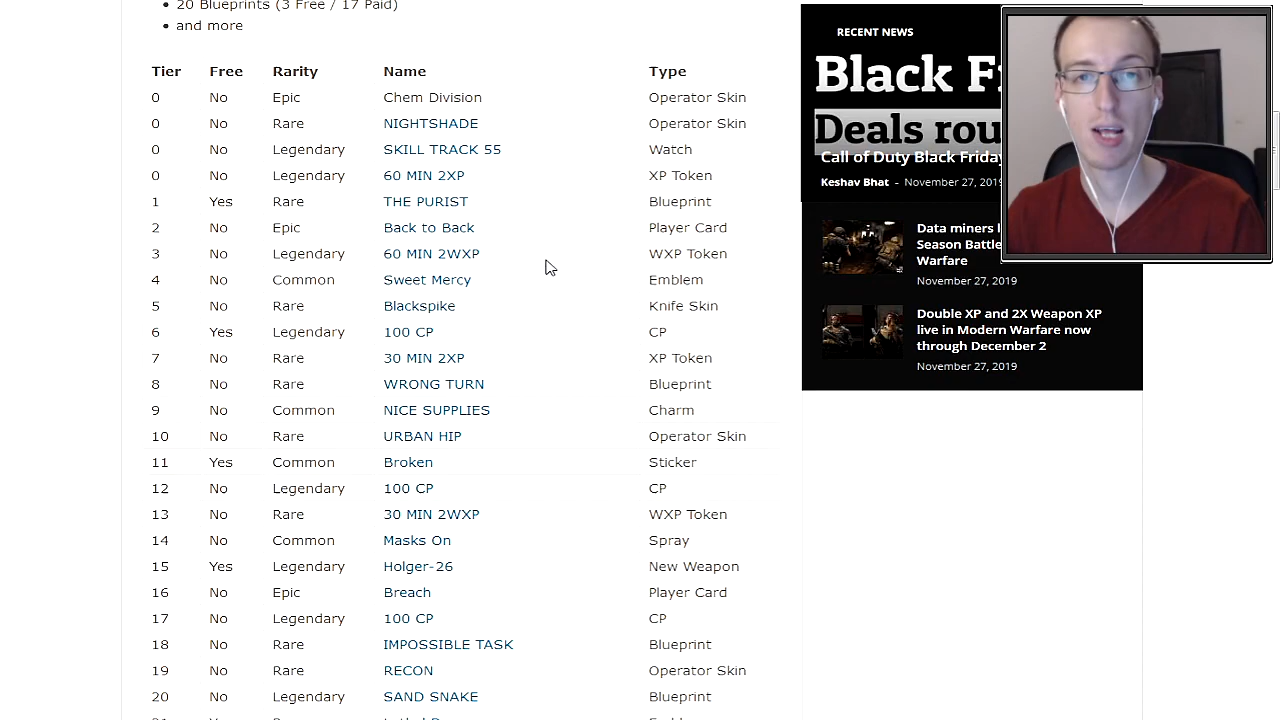 20 Blueprints (3 Free / 17 Paid)
and more
Tier Free Rarity Name Type
0 No Epic Chem Division Operator Skin
0 No Rare NIGHTSHADE Operator Skin
0 No Legendary SKILL TRACK 55 Watch
0 No Legendary 60 MIN 2XP XP Token
1 Yes Rare THE PURIST Blueprint
2 No Epic Back to Back Player Card
3 No Legendary 60 MIN 2WXP WXP Token
4 No Common Sweet Mercy Emblem
5 No Rare Blackspike Knife Skin
6 Yes Legendary 100 CP CP
7 No Rare 30 MIN 2XP XP Token
8 No Rare WRONG TURN Blueprint
9 No Common NICE SUPPLIES Charm
10 No Rare URBAN HIP Operator Skin
11 Yes Common Broken Sticker
12 No Legendary 100 CP CP
13 No Rare 30 MIN 2WXP WXP Token
14 No Common Masks On Spray
15 Yes Legendary Holger-26 New Weapon
16 No Epic Breach Player Card
17 No Legendary 100 CP CP
18 No Rare IMPOSSIBLE TASK Blueprint
19 No Rare RECON Operator Skin
20 No Legendary SAND SNAKE Blueprint
RECENT NEWS
Black F
Deals rou
Call of Duty Black Friday
Keshav Bhat - November 27, 2019
Data miners
Season Battle
Warfare
November 27, 2019
Double XP and 2X Weapon XP
live in Modern Warfare now
through December 2
November 27, 2019